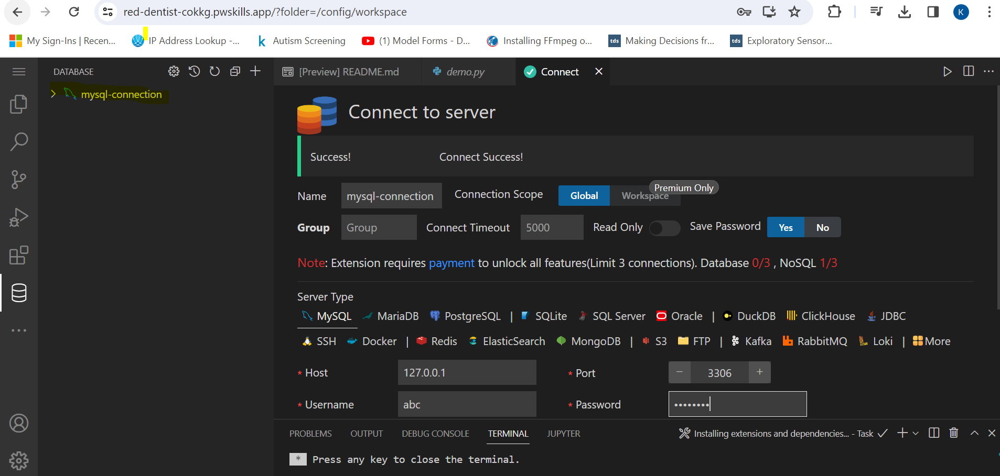 red-dentist-cokkg.pwskills.app/?folder=/config/workspace
K
My Sign-Ins | Recen...
IP Address Lookup -...
k Autism Screening
(1) Model Forms - D...
Installing FFmpeg o...
tds Making Decisions fr...
tds Exploratory Sensor...
DATABASE
[Preview] README.md
demo.py
Connect
mysql-connection
Connect to server
Success! Connect Success!
Name mysql-connection Connection Scope Global Workspace Premium Only
Group Group Connect Timeout 5000 Read Only Save Password Yes No
Note: Extension requires payment to unlock all features(Limit 3 connections). Database 0/3 , NoSQL 1/3
Server Type
MySQL MariaDB PostgreSQL | SQLite SQL Server Oracle | DuckDB ClickHouse JDBC
SSH Docker | Redis ElasticSearch MongoDB | S3 FTP | Kafka RabbitMQ Loki | More
* Host 127.0.0.1 * Port − 3306 +
* Username abc * Password ••••••••
PROBLEMS OUTPUT DEBUG CONSOLE TERMINAL JUPYTER Installing extensions and dependencies... - Task
* Press any key to close the terminal.